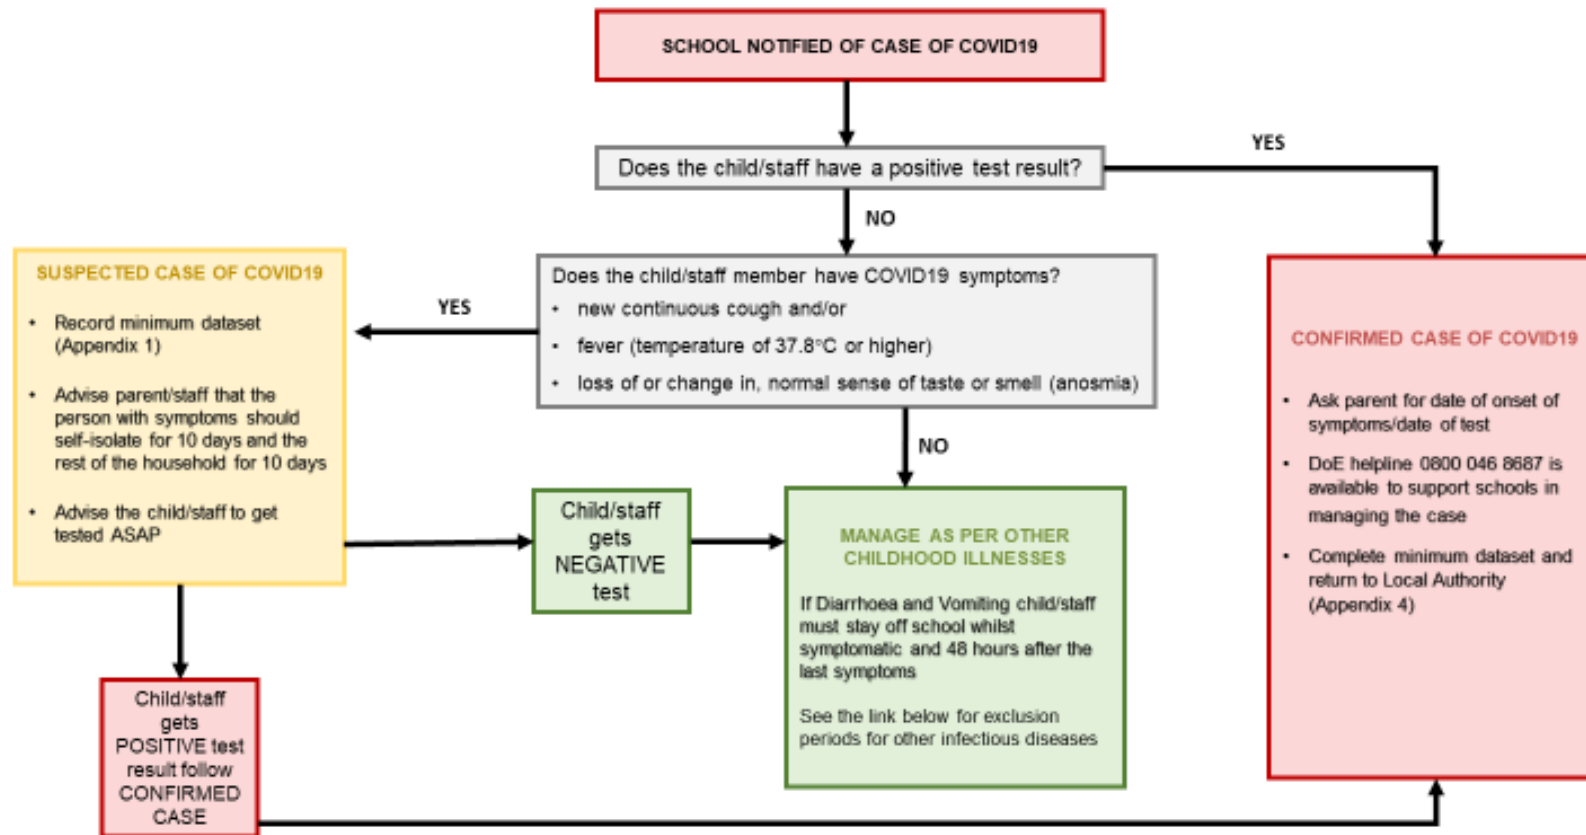 SCHOOL NOTIFIED OF CASE OF COVID19
YES
Does the child/staff have a positive test result?
NO
SUSPECTED CASE OF COVID19
• Record minimum dataset
(Appendix 1)
• Advise parent/staff that the
person with symptoms should
self-isolate for 10 days and the
rest of the household for 10 days
• Advise the child/staff to get
tested ASAP
YES
Does the child/staff member have COVID19 symptoms?
• new continuous cough and/or
• fever (temperature of 37.8°C or higher)
• loss of or change in, normal sense of taste or smell (anosmia)
NO
CONFIRMED CASE OF COVID19
• Ask parent for date of onset of
symptoms/date of test
• DoE helpline 0800 046 8687 is
available to support schools in
managing the case
• Complete minimum dataset and
return to Local Authority
(Appendix 4)
Child/staff
gets
NEGATIVE
test
MANAGE AS PER OTHER
CHILDHOOD ILLNESSES
If Diarrhoea and Vomiting child/staff
must stay off school whilst
symptomatic and 48 hours after the
last symptoms
See the link below for exclusion
periods for other infectious diseases
Child/staff
gets
POSITIVE test
result follow
CONFIRMED
CASE